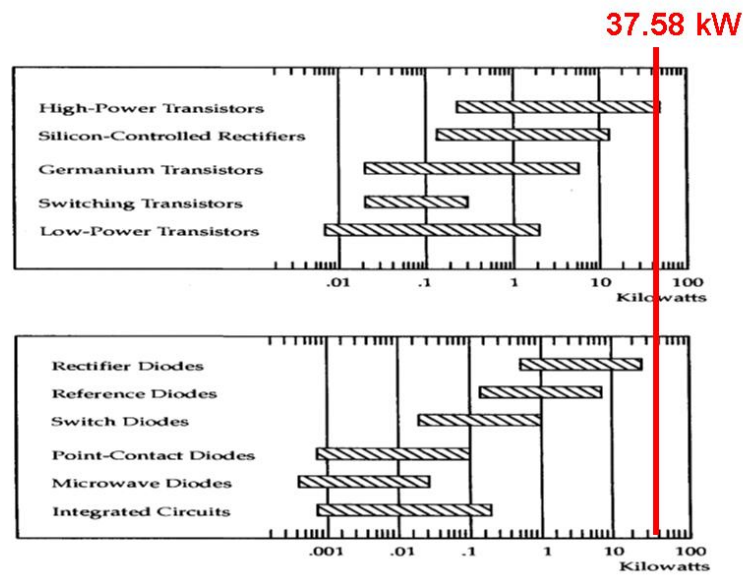 37.58 kW
High-Power Transistors
Silicon-Controlled Rectifiers
Germanium Transistors
Switching Transistors
Low-Power Transistors
.01 .1 1 10 100
Kilowatts
Rectifier Diodes
Reference Diodes
Switch Diodes
Point-Contact Diodes
Microwave Diodes
Integrated Circuits
.001 .01 .1 1 10 100
Kilowatts